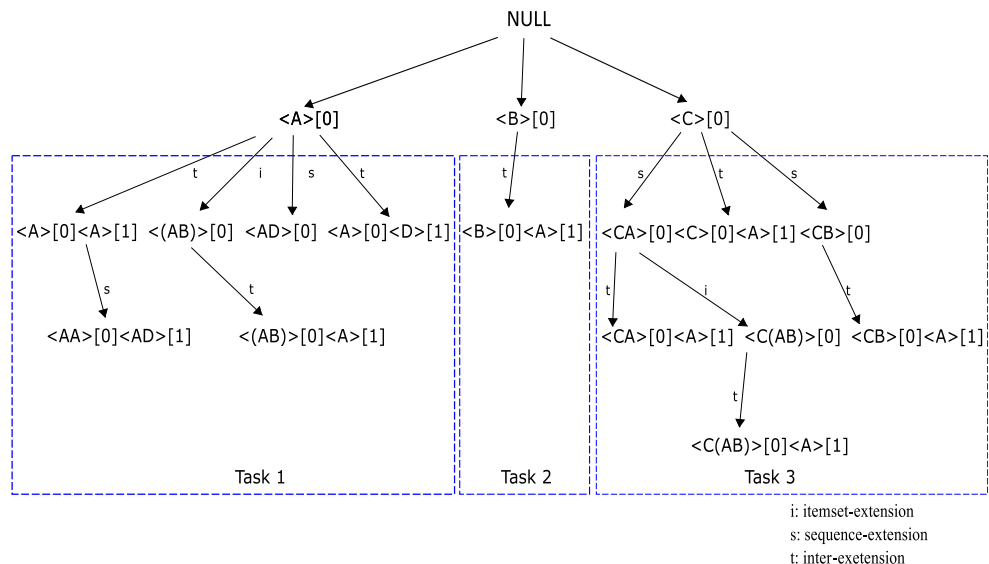 NULL
<A>[0] <B>[0] <C>[0]
t i s t t s t s
<A>[0]<A>[1] <(AB)>[0] <AD>[0] <A>[0]<D>[1] <B>[0]<A>[1] <CA>[0] <C>[0]<A>[1] <CB>[0]
s t t i t
<AA>[0]<AD>[1] <(AB)>[0]<A>[1] <CA>[0]<A>[1] <C(AB)>[0] <CB>[0]<A>[1]
t
<C(AB)>[0]<A>[1]
Task 1 Task 2 Task 3
i: itemset-extension
s: sequence-extension
t: inter-exetension